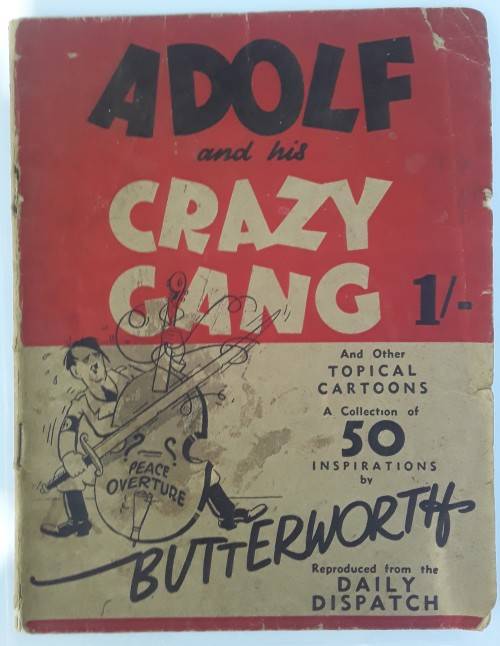 ADOLF
and his
CRAZY
GANG
1/-
And Other
TOPICAL
CARTOONS
A Collection of
50
INSPIRATIONS
by
BUTTERWORTH
PEACE
OVERTURE
Reproduced from the
DAILY
DISPATCH